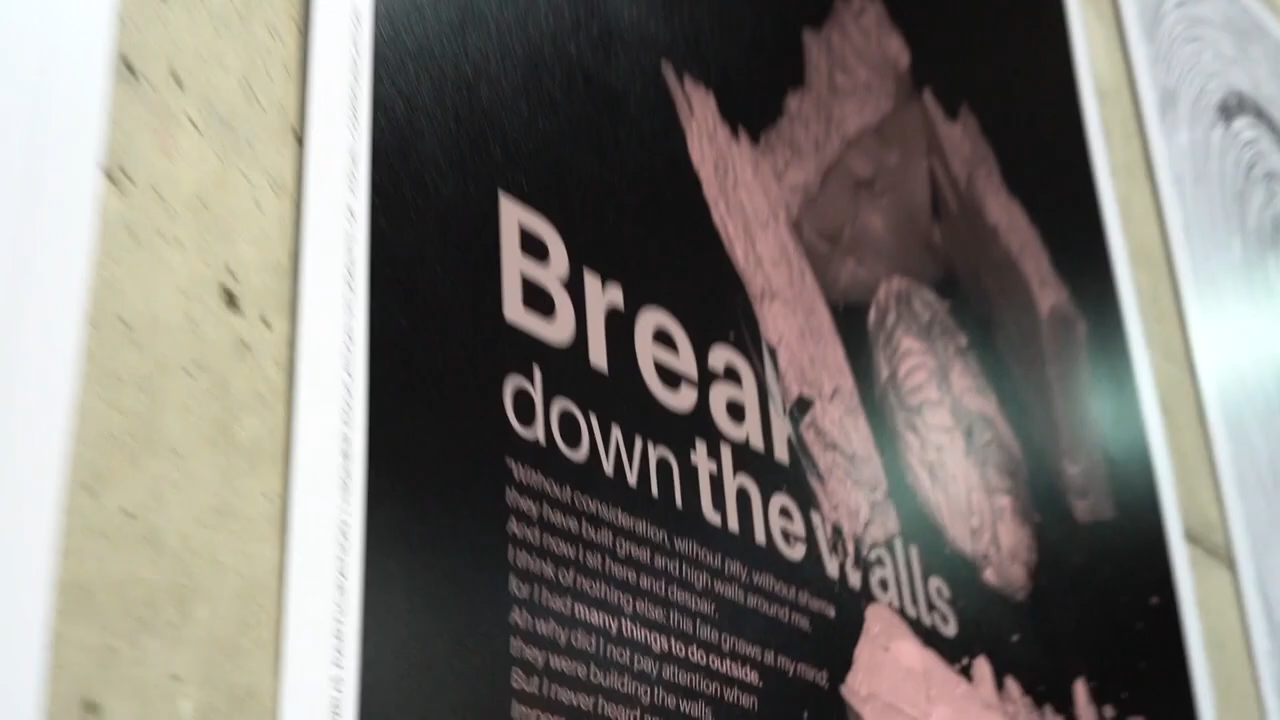 Break
down the walls
"Without consideration, without pity, without shame
they have built great and high walls around me.
And now I sit here and despair.
I think of nothing else: this fate gnaws at my mind;
for I had many things to do outside.
Ah why did I not pay attention when
they were building the walls.
But I never heard